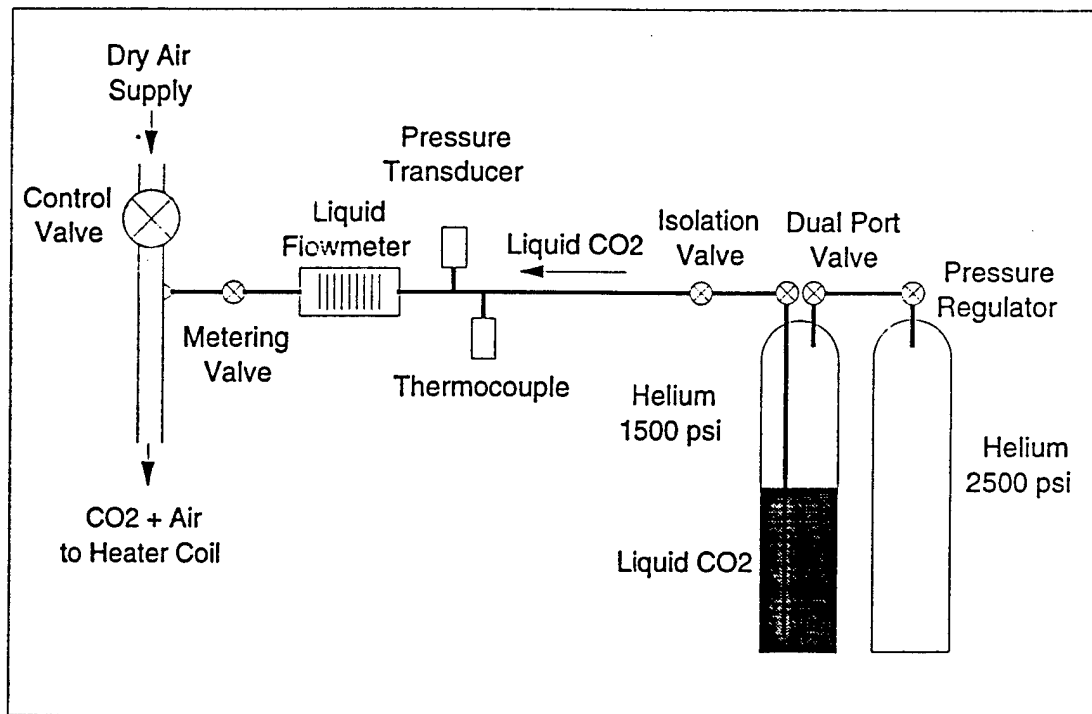 Dry Air
Supply
Control
Valve
Pressure
Transducer
Liquid
Flowmeter
Liquid CO2
Isolation
Valve
Dual Port
Valve
Pressure
Regulator
Metering
Valve
Thermocouple
Helium
1500 psi
Helium
2500 psi
CO2 + Air
to Heater Coil
Liquid CO2